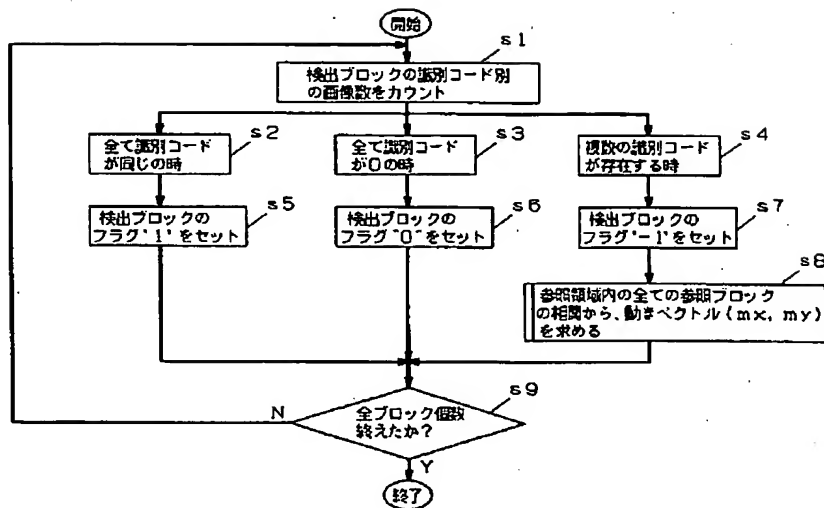 開始
s1
検出ブロックの識別コード別
の画像数をカウント
s2
全て識別コード
が同じの時
s3
全て識別コード
が0の時
s4
複数の識別コード
が存在する時
s5
検出ブロックの
フラグ"1"をセット
s6
検出ブロックの
フラグ"0"をセット
s7
検出ブロックの
フラグ"-1"をセット
s8
参照領域内の全ての参照ブロック
の相関から、動きベクトル(mx, my)
を求める
s9
全ブロック個数
終えたか?
N
Y
終了